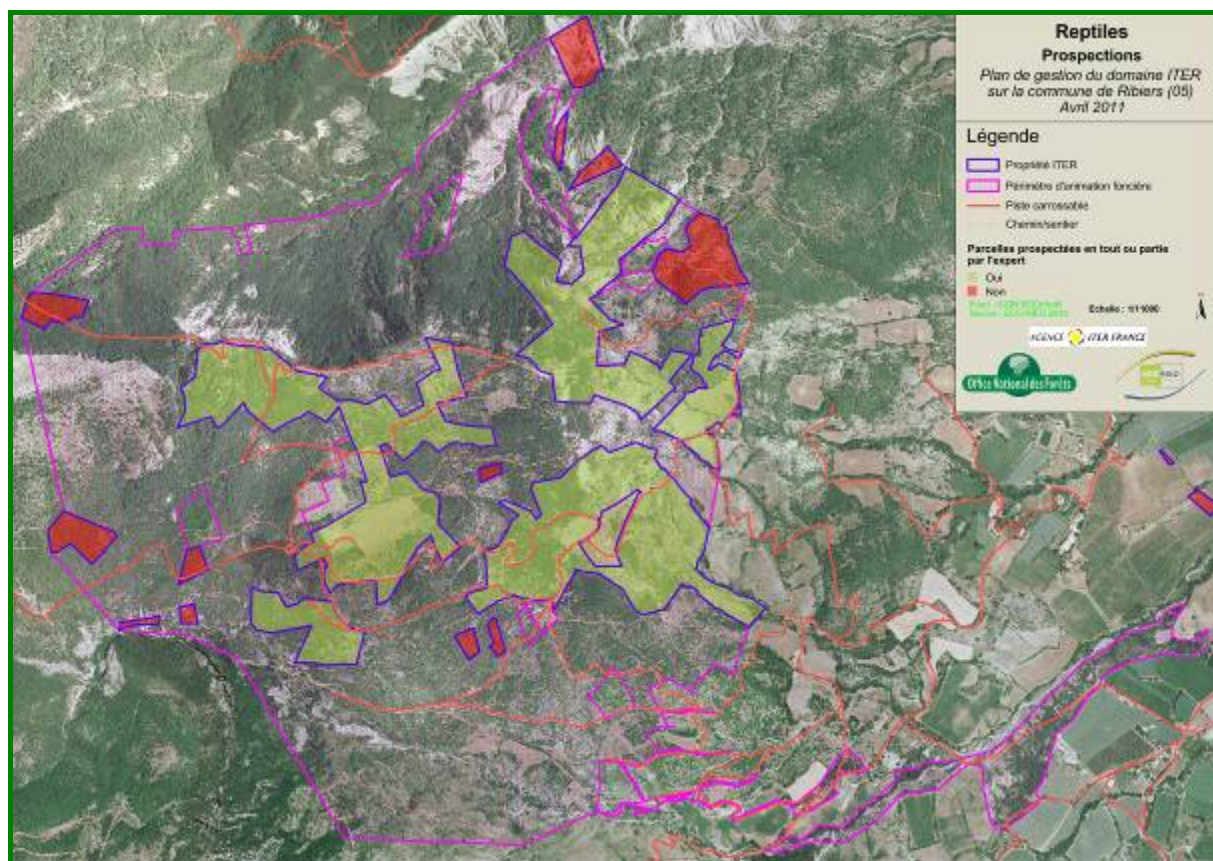 Reptiles
Prospections
Plan de gestion du domaine ITER
sur la commune de Ribiers (05)
Avril 2011
Légende
Propriété ITER
Périmètre d'animation foncière
Piste carrossable
Chemin/sentier
Parcelles prospectées en tout ou partie
par l'expert
Oui
Non
Echelle :
AGENCE ITER FRANCE
Office National des Forêts